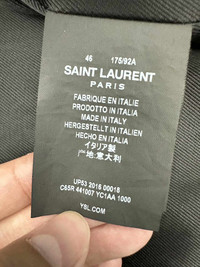 46 175/92A
SAINT LAURENT
PARIS
FABRIQUE EN ITALIE
PRODOTTO IN ITALIA
MADE IN ITALY
HERGESTELLT IN ITALIEN
HECHO EN ITALIA
イタリア製
产地:意大利
UP53 2018 00018
C65R 441007 YC1AA 1000
YSL.COM